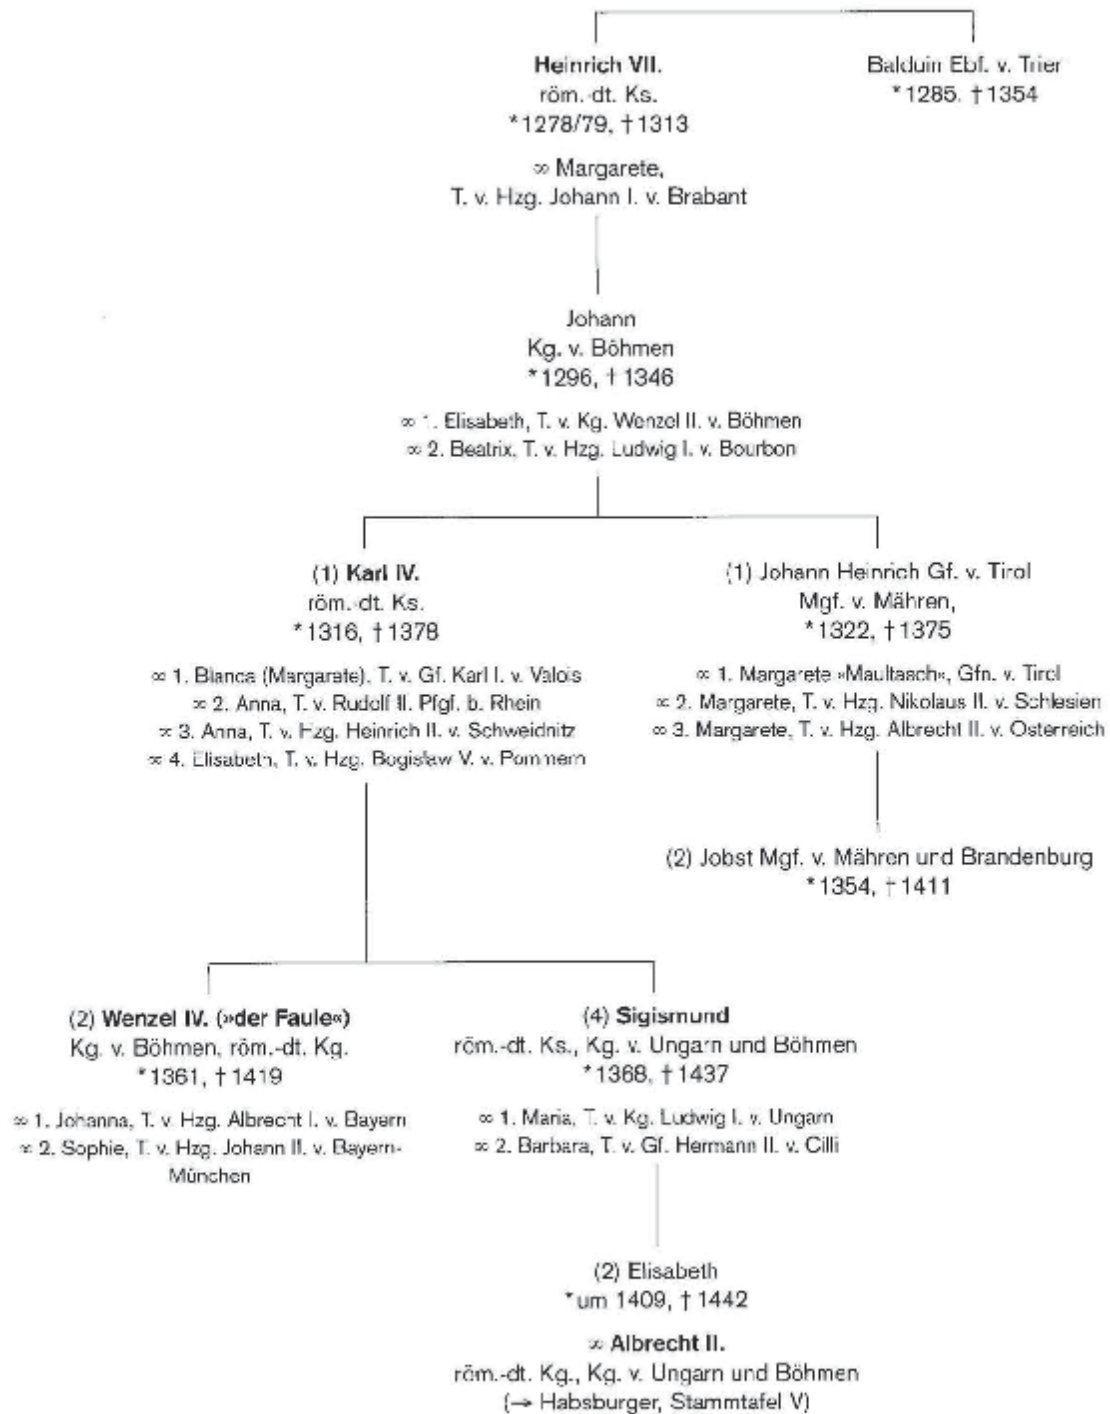 Heinrich VII.
röm.-dt. Ks.
*1278/79, †1313
∞ Margarete,
T. v. Hzg. Johann I. v. Brabant
Balduin Ebf. v. Trier
*1285, †1354
Johann
Kg. v. Böhmen
*1296, †1346
∞ 1. Elisabeth, T. v. Kg. Wenzel II. v. Böhmen
∞ 2. Beatrix, T. v. Hzg. Ludwig I. v. Bourbon
(1) Karl IV.
röm.-dt. Ks.
*1316, †1378
∞ 1. Blanca (Margarete), T. v. Gf. Karl I. v. Valois
∞ 2. Anna, T. v. Rudolf II. Pfgf. b. Rhein
∞ 3. Anna, T. v. Hzg. Heinrich II. v. Schweidnitz
∞ 4. Elisabeth, T. v. Hzg. Bogislaw V. v. Pommern
(1) Johann Heinrich Gf. v. Tirol
Mgf. v. Mähren,
*1322, †1375
∞ 1. Margarete »Maultasch«, Gfn. v. Tirol
∞ 2. Margarete, T. v. Hzg. Nikolaus II. v. Schlesien
∞ 3. Margarete, T. v. Hzg. Albrecht II. v. Österreich
(2) Jobst Mgf. v. Mähren und Brandenburg
*1354, †1411
(2) Wenzel IV. (»der Faule«)
Kg. v. Böhmen, röm.-dt. Kg.
*1361, †1419
∞ 1. Johanna, T. v. Hzg. Albrecht I. v. Bayern
∞ 2. Sophie, T. v. Hzg. Johann II. v. Bayern-
München
(4) Sigismund
röm.-dt. Ks., Kg. v. Ungarn und Böhmen
*1368, †1437
∞ 1. Maria, T. v. Kg. Ludwig I. v. Ungarn
∞ 2. Barbara, T. v. Gf. Hermann II. v. Cilli
(2) Elisabeth
*um 1409, †1442
∞ Albrecht II.
röm.-dt. Kg., Kg. v. Ungarn und Böhmen
(→ Habsburger, Stammtafel V)